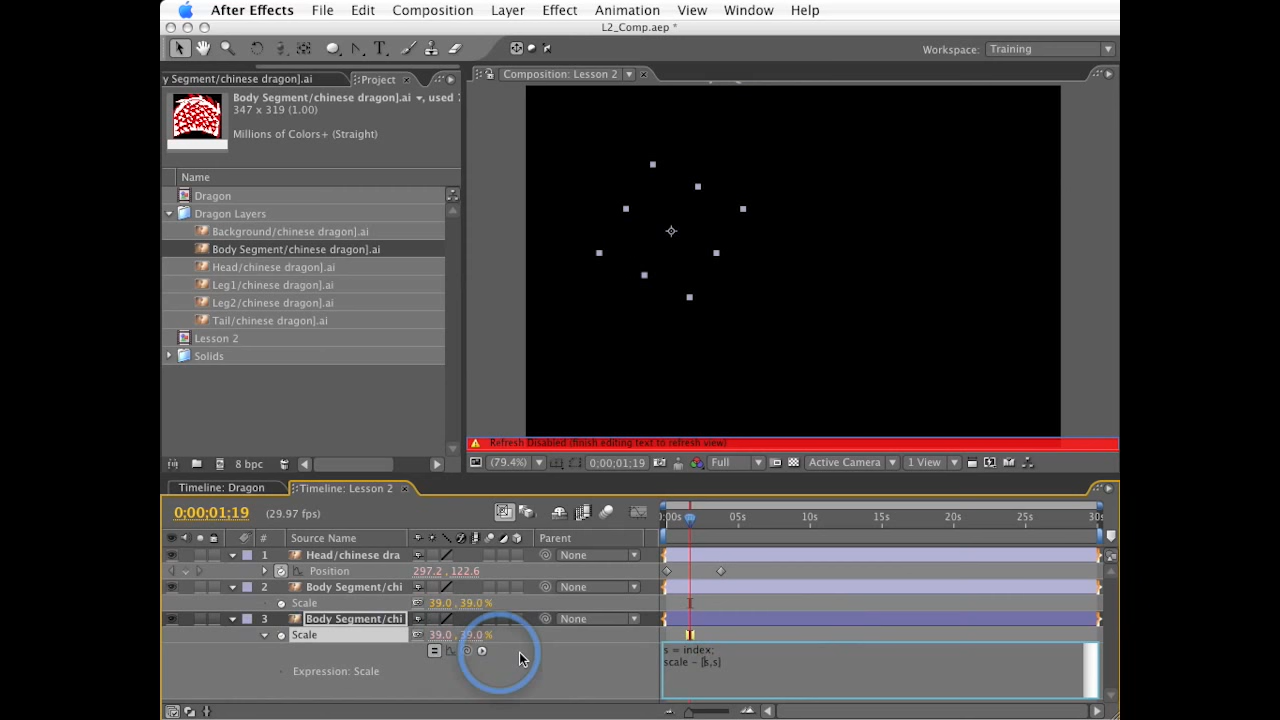 After Effects File Edit Composition Layer Effect Animation View Window Help
L2_Comp.aep *
Workspace: Training
y Segment/chinese dragon].ai Project
Composition: Lesson 2
Body Segment/chinese dragon].ai , used 7
347 x 319 (1.00)
Millions of Colors+ (Straight)
Name
Dragon
Dragon Layers
Background/chinese dragon].ai
Body Segment/chinese dragon].ai
Head/chinese dragon].ai
Leg1/chinese dragon].ai
Leg2/chinese dragon].ai
Tail/chinese dragon].ai
Lesson 2
Solids
Refresh Disabled (finish editing text to refresh view)
8 bpc
(79.4%) 0;00;01;19 Full Active Camera 1 View
Timeline: Dragon Timeline: Lesson 2
0;00;01;19 (29.97 fps)
:00s 05s 10s 15s 20s 25s 30s
# Source Name Parent
1 Head/chinese dra None
Position 297.2 , 122.6
2 Body Segment/chi None
Scale 39.0 , 39.0 %
3 Body Segment/chi None
Scale 39.0 , 39.0 %
s = index;
scale - [s,s]
Expression: Scale